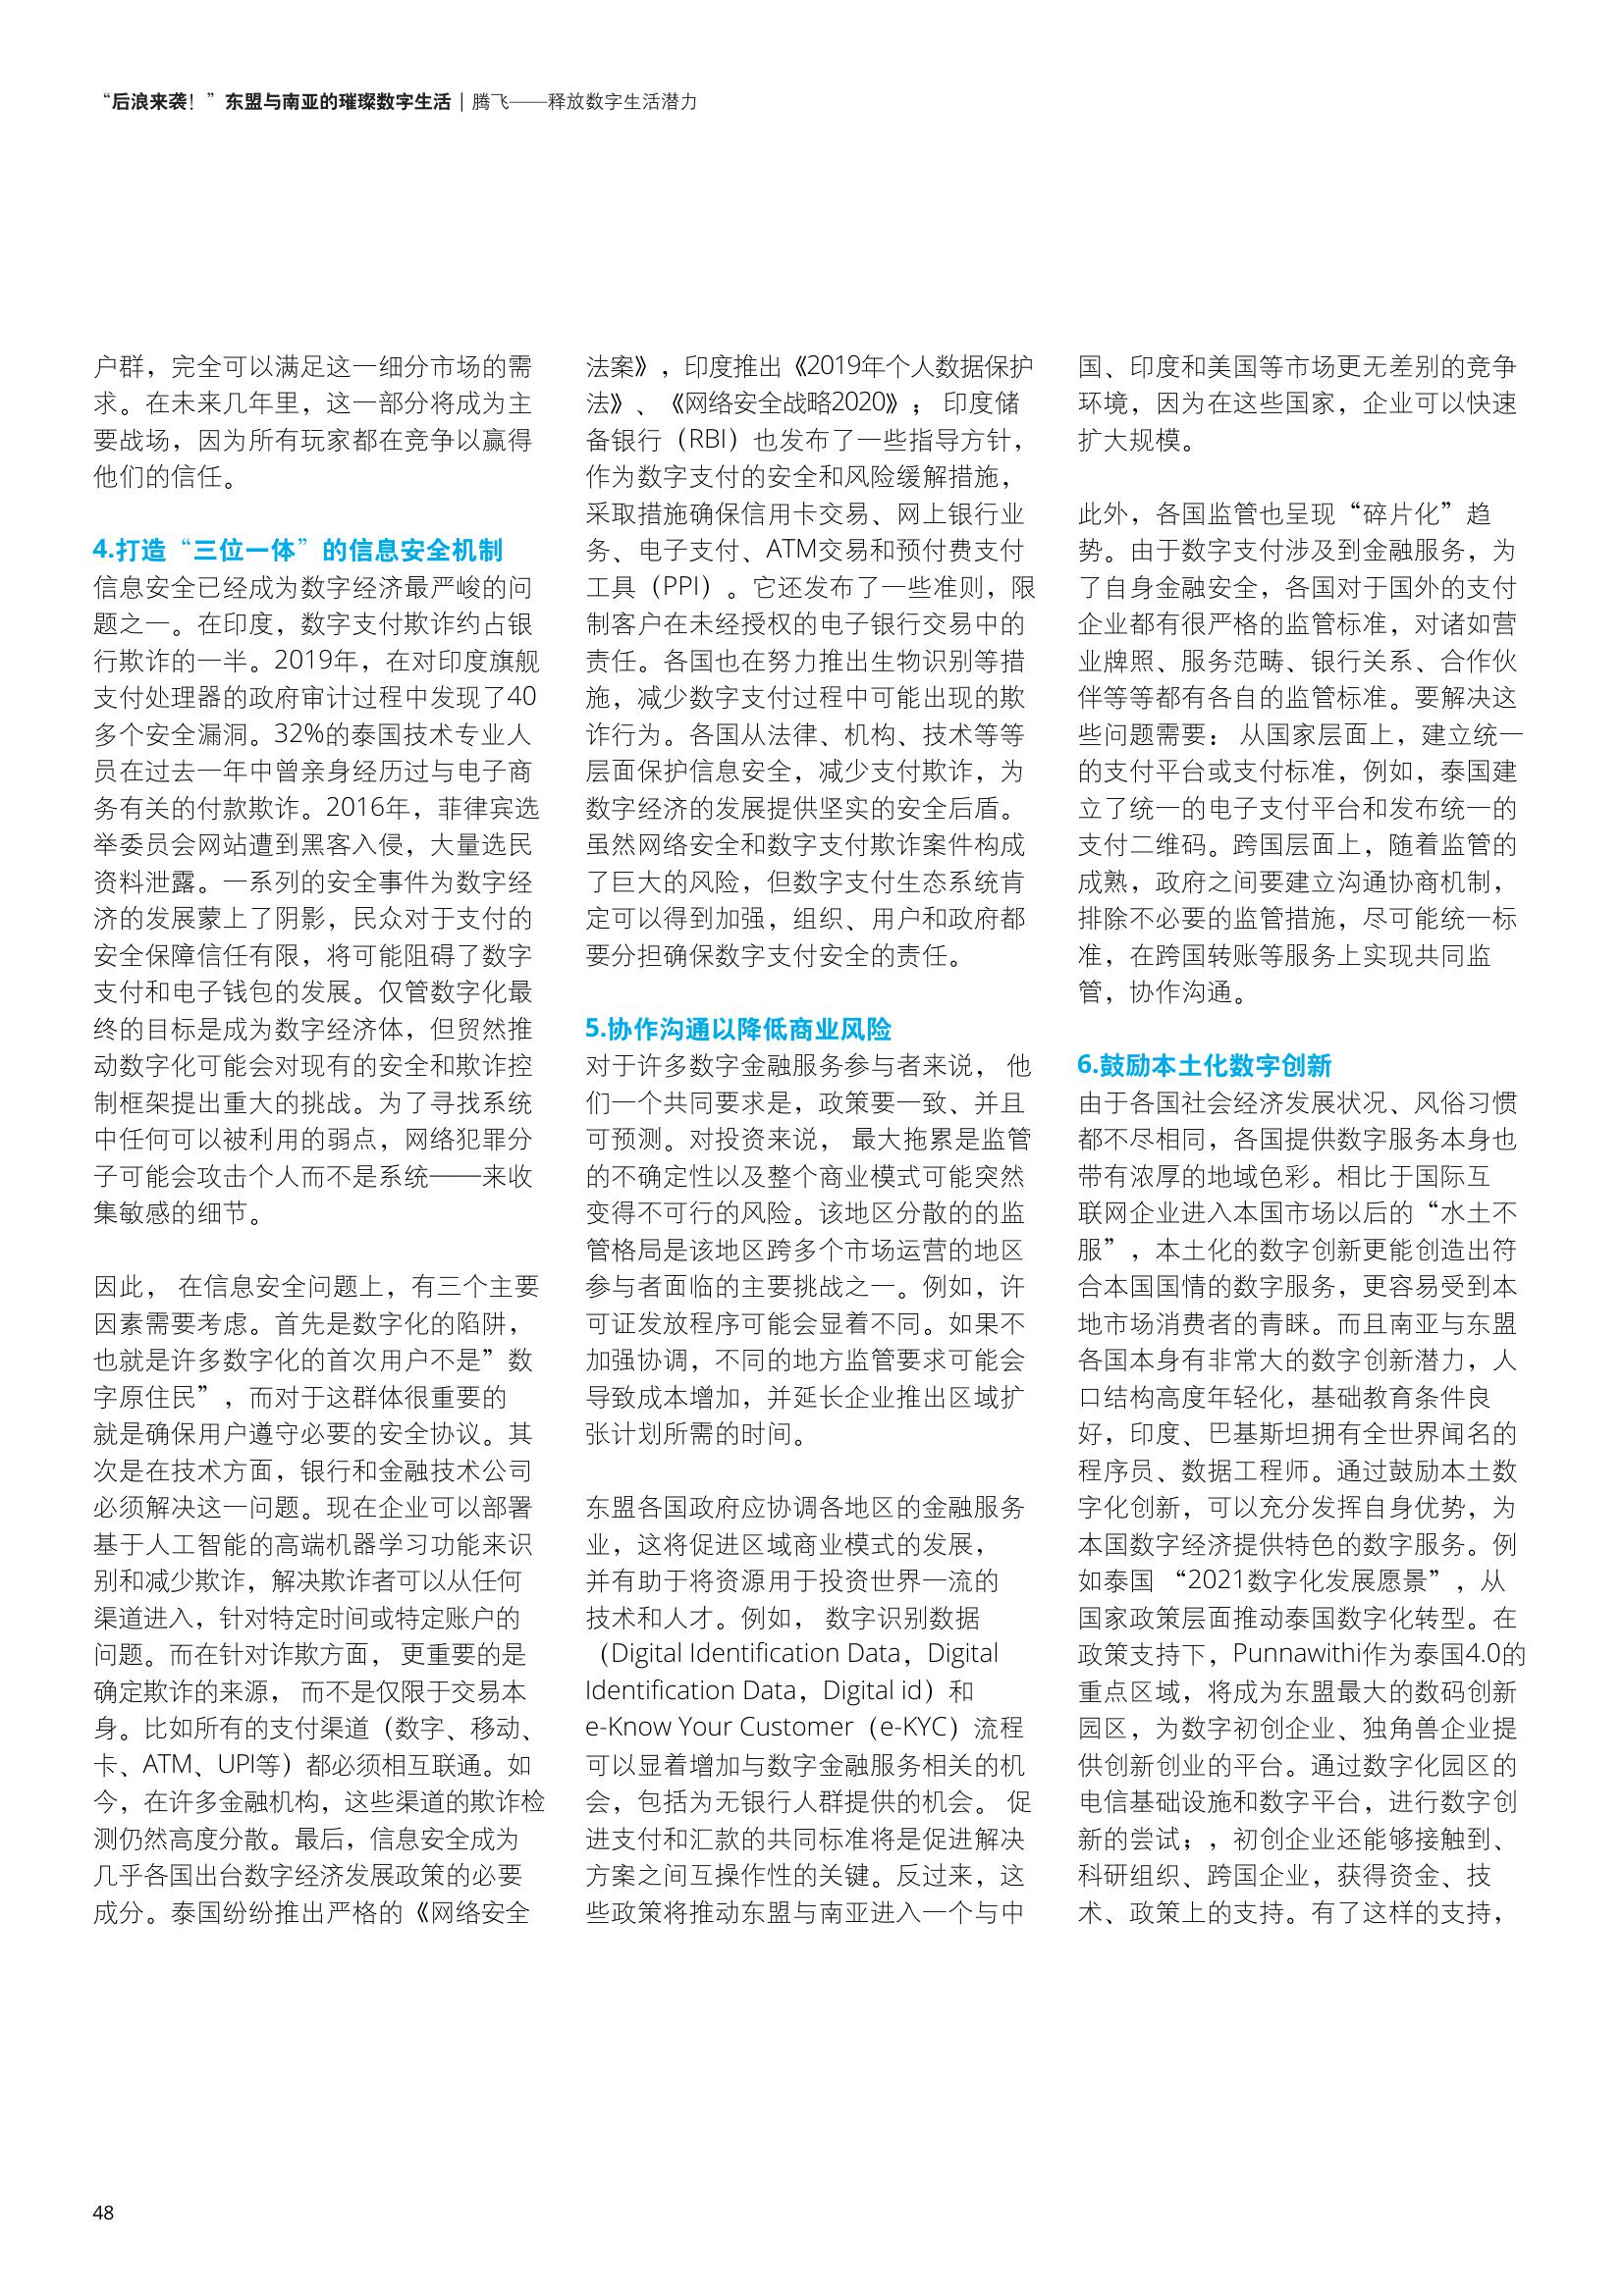 “后浪来袭！”东盟与南亚的璀璨数字生活 | 腾飞——释放数字生活潜力
户群，完全可以满足这一细分市场的需
求。在未来几年里，这一部分将成为主
要战场，因为所有玩家都在竞争以赢得
他们的信任。
4.打造“三位一体”的信息安全机制
信息安全已经成为数字经济最严峻的问
题之一。在印度，数字支付欺诈约占银
行欺诈的一半。2019年，在对印度旗舰
支付处理器的政府审计过程中发现了40
多个安全漏洞。32%的泰国技术专业人
员在过去一年中曾亲身经历过与电子商
务有关的付款欺诈。2016年，菲律宾选
举委员会网站遭到黑客入侵，大量选民
资料泄露。一系列的安全事件为数字经
济的发展蒙上了阴影，民众对于支付的
安全保障信任有限，将可能阻碍了数字
支付和电子钱包的发展。仅管数字化最
终的目标是成为数字经济体，但贸然推
动数字化可能会对现有的安全和欺诈控
制框架提出重大的挑战。为了寻找系统
中任何可以被利用的弱点，网络犯罪分
子可能会攻击个人而不是系统——来收
集敏感的细节。
因此， 在信息安全问题上，有三个主要
因素需要考虑。首先是数字化的陷阱，
也就是许多数字化的首次用户不是”数
字原住民”，而对于这群体很重要的
就是确保用户遵守必要的安全协议。其
次是在技术方面，银行和金融技术公司
必须解决这一问题。现在企业可以部署
基于人工智能的高端机器学习功能来识
别和减少欺诈，解决欺诈者可以从任何
渠道进入，针对特定时间或特定账户的
问题。而在针对诈欺方面， 更重要的是
确定欺诈的来源， 而不是仅限于交易本
身。比如所有的支付渠道（数字、移动、
卡、ATM、UPI等）都必须相互联通。如
今，在许多金融机构，这些渠道的欺诈检
测仍然高度分散。最后，信息安全成为
几乎各国出台数字经济发展政策的必要
成分。泰国纷纷推出严格的《网络安全
法案》，印度推出《2019年个人数据保护
法》、《网络安全战略2020》； 印度储
备银行（RBI）也发布了一些指导方针，
作为数字支付的安全和风险缓解措施，
采取措施确保信用卡交易、网上银行业
务、电子支付、ATM交易和预付费支付
工具（PPI）。它还发布了一些准则，限
制客户在未经授权的电子银行交易中的
责任。各国也在努力推出生物识别等措
施，减少数字支付过程中可能出现的欺
诈行为。各国从法律、机构、技术等等
层面保护信息安全，减少支付欺诈，为
数字经济的发展提供坚实的安全后盾。
虽然网络安全和数字支付欺诈案件构成
了巨大的风险，但数字支付生态系统肯
定可以得到加强，组织、用户和政府都
要分担确保数字支付安全的责任。
5.协作沟通以降低商业风险
对于许多数字金融服务参与者来说， 他
们一个共同要求是，政策要一致、并且
可预测。对投资来说， 最大拖累是监管
的不确定性以及整个商业模式可能突然
变得不可行的风险。该地区分散的的监
管格局是该地区跨多个市场运营的地区
参与者面临的主要挑战之一。例如，许
可证发放程序可能会显着不同。如果不
加强协调，不同的地方监管要求可能会
导致成本增加，并延长企业推出区域扩
张计划所需的时间。
东盟各国政府应协调各地区的金融服务
业，这将促进区域商业模式的发展，
并有助于将资源用于投资世界一流的
技术和人才。例如， 数字识别数据
（Digital Identification Data，Digital
Identification Data，Digital id）和
e-Know Your Customer（e-KYC）流程
可以显着增加与数字金融服务相关的机
会，包括为无银行人群提供的机会。 促
进支付和汇款的共同标准将是促进解决
方案之间互操作性的关键。反过来，这
些政策将推动东盟与南亚进入一个与中
国、印度和美国等市场更无差别的竞争
环境，因为在这些国家，企业可以快速
扩大规模。
此外，各国监管也呈现“碎片化”趋
势。由于数字支付涉及到金融服务，为
了自身金融安全，各国对于国外的支付
企业都有很严格的监管标准，对诸如营
业牌照、服务范畴、银行关系、合作伙
伴等等都有各自的监管标准。要解决这
些问题需要： 从国家层面上，建立统一
的支付平台或支付标准，例如，泰国建
立了统一的电子支付平台和发布统一的
支付二维码。跨国层面上，随着监管的
成熟，政府之间要建立沟通协商机制，
排除不必要的监管措施，尽可能统一标
准，在跨国转账等服务上实现共同监
管，协作沟通。
6.鼓励本土化数字创新
由于各国社会经济发展状况、风俗习惯
都不尽相同，各国提供数字服务本身也
带有浓厚的地域色彩。相比于国际互
联网企业进入本国市场以后的“水土不
服”，本土化的数字创新更能创造出符
合本国国情的数字服务，更容易受到本
地市场消费者的青睐。而且南亚与东盟
各国本身有非常大的数字创新潜力，人
口结构高度年轻化，基础教育条件良
好，印度、巴基斯坦拥有全世界闻名的
程序员、数据工程师。通过鼓励本土数
字化创新，可以充分发挥自身优势，为
本国数字经济提供特色的数字服务。例
如泰国 “2021数字化发展愿景”，从
国家政策层面推动泰国数字化转型。在
政策支持下，Punnawithi作为泰国4.0的
重点区域，将成为东盟最大的数码创新
园区，为数字初创企业、独角兽企业提
供创新创业的平台。通过数字化园区的
电信基础设施和数字平台，进行数字创
新的尝试；，初创企业还能够接触到、
科研组织、跨国企业，获得资金、技
术、政策上的支持。有了这样的支持，
48